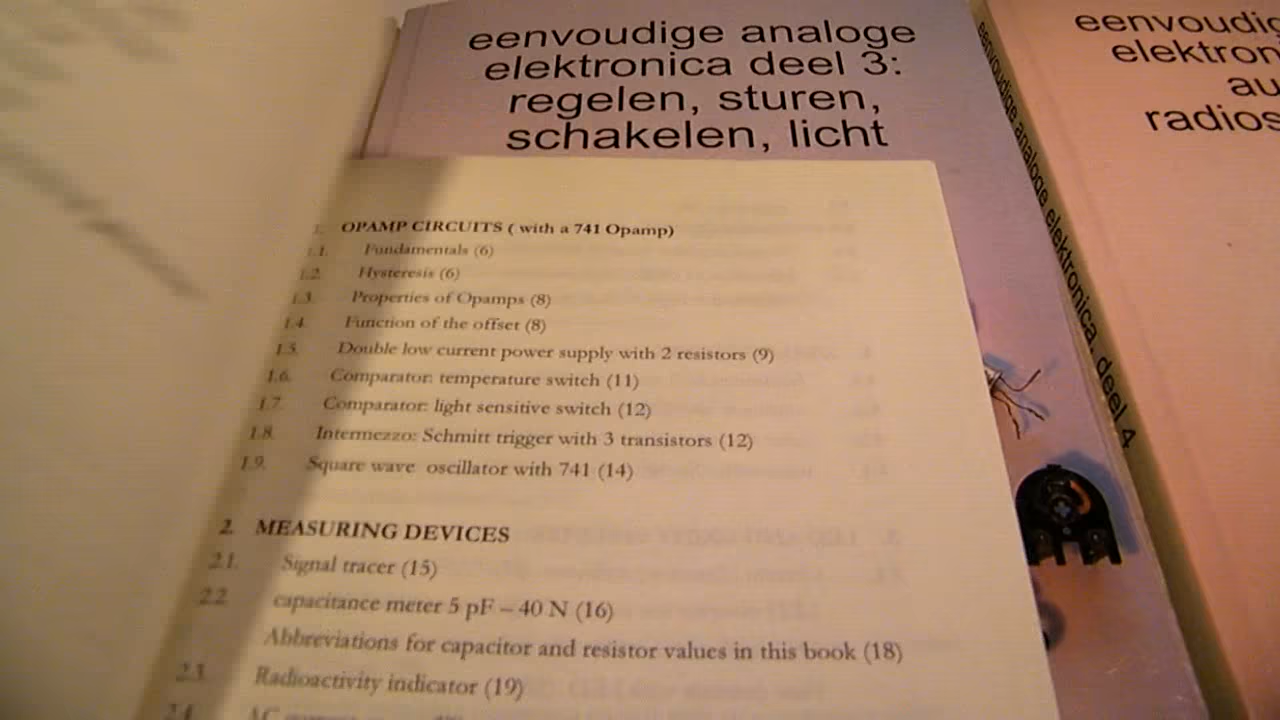 eenvoudige analoge
elektronica deel 3:
regelen, sturen,
schakelen, licht
eenvoudige analoge elektronica, deel 4
1. OPAMP CIRCUITS ( with a 741 Opamp)
1.1. Fundamentals (6)
1.2. Hysteresis (6)
1.3. Properties of Opamps (8)
1.4. Function of the offset (8)
1.5. Double low current power supply with 2 resistors (9)
1.6. Comparator: temperature switch (11)
1.7. Comparator: light sensitive switch (12)
1.8. Intermezzo: Schmitt trigger with 3 transistors (12)
1.9. Square wave oscillator with 741 (14)
2. MEASURING DEVICES
2.1. Signal tracer (15)
2.2 capacitance meter 5 pF – 40 N (16)
Abbreviations for capacitor and resistor values in this book (18)
2.3. Radioactivity indicator (19)
2.4.